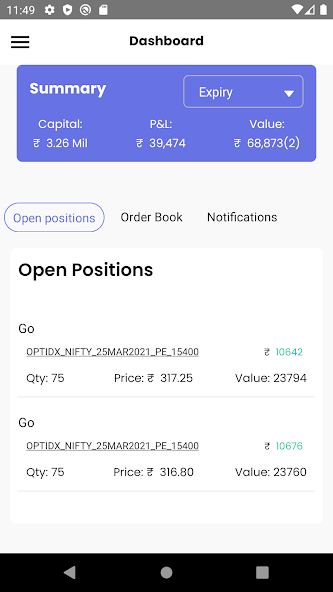 11:49
Dashboard
Summary
Expiry
Capital: P&L: Value:
₹ 3.26 Mil ₹ 39,474 ₹ 68,873(2)
Open positions Order Book Notifications
Open Positions
Go
OPTIDX_NIFTY_25MAR2021_PE_15400 ₹ 10642
Qty: 75 Price: ₹ 317.25 Value: 23794
Go
OPTIDX_NIFTY_25MAR2021_PE_15400 ₹ 10676
Qty: 75 Price: ₹ 316.80 Value: 23760